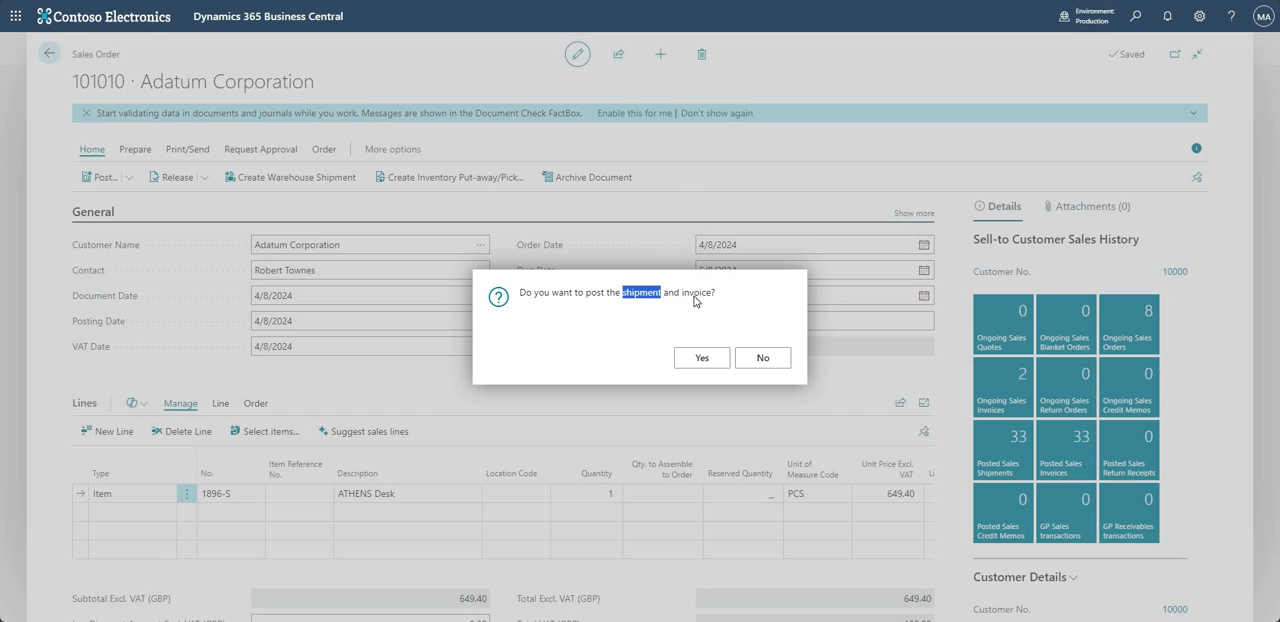 Contoso Electronics
Dynamics 365 Business Central
Environment:
Production
MA
Sales Order
Saved
101010 · Adatum Corporation
Start validating data in documents and journals while you work. Messages are shown in the Document Check FactBox. Enable this for me | Don't show again
Home Prepare Print/Send Request Approval Order More options
Post... Release Create Warehouse Shipment Create Inventory Put-away/Pick... Archive Document
General
Show more
Customer Name Adatum Corporation
Order Date 4/8/2024
Contact Robert Townes
Document Date 4/8/2024
Posting Date 4/8/2024
VAT Date 4/8/2024
Do you want to post the shipment and invoice?
Yes No
Lines Manage Line Order
New Line Delete Line Select items... Suggest sales lines
Type No. Item Reference No. Description Location Code Quantity Qty. to Assemble to Order Reserved Quantity Unit of Measure Code Unit Price Excl. VAT Li
Item 1896-S ATHENS Desk 1 _ PCS 649.40
Subtotal Excl. VAT (GBP) 649.40
Total Excl. VAT (GBP) 649.40
Details Attachments (0)
Sell-to Customer Sales History
Customer No. 10000
0 Ongoing Sales Quotes
0 Ongoing Sales Blanket Orders
8 Ongoing Sales Orders
2 Ongoing Sales Invoices
0 Ongoing Sales Return Orders
0 Ongoing Sales Credit Memos
33 Posted Sales Shipments
33 Posted Sales Invoices
0 Posted Sales Return Receipts
0 Posted Sales Credit Memos
0 GP Sales transactions
0 GP Receivables transactions
Customer Details
Customer No. 10000